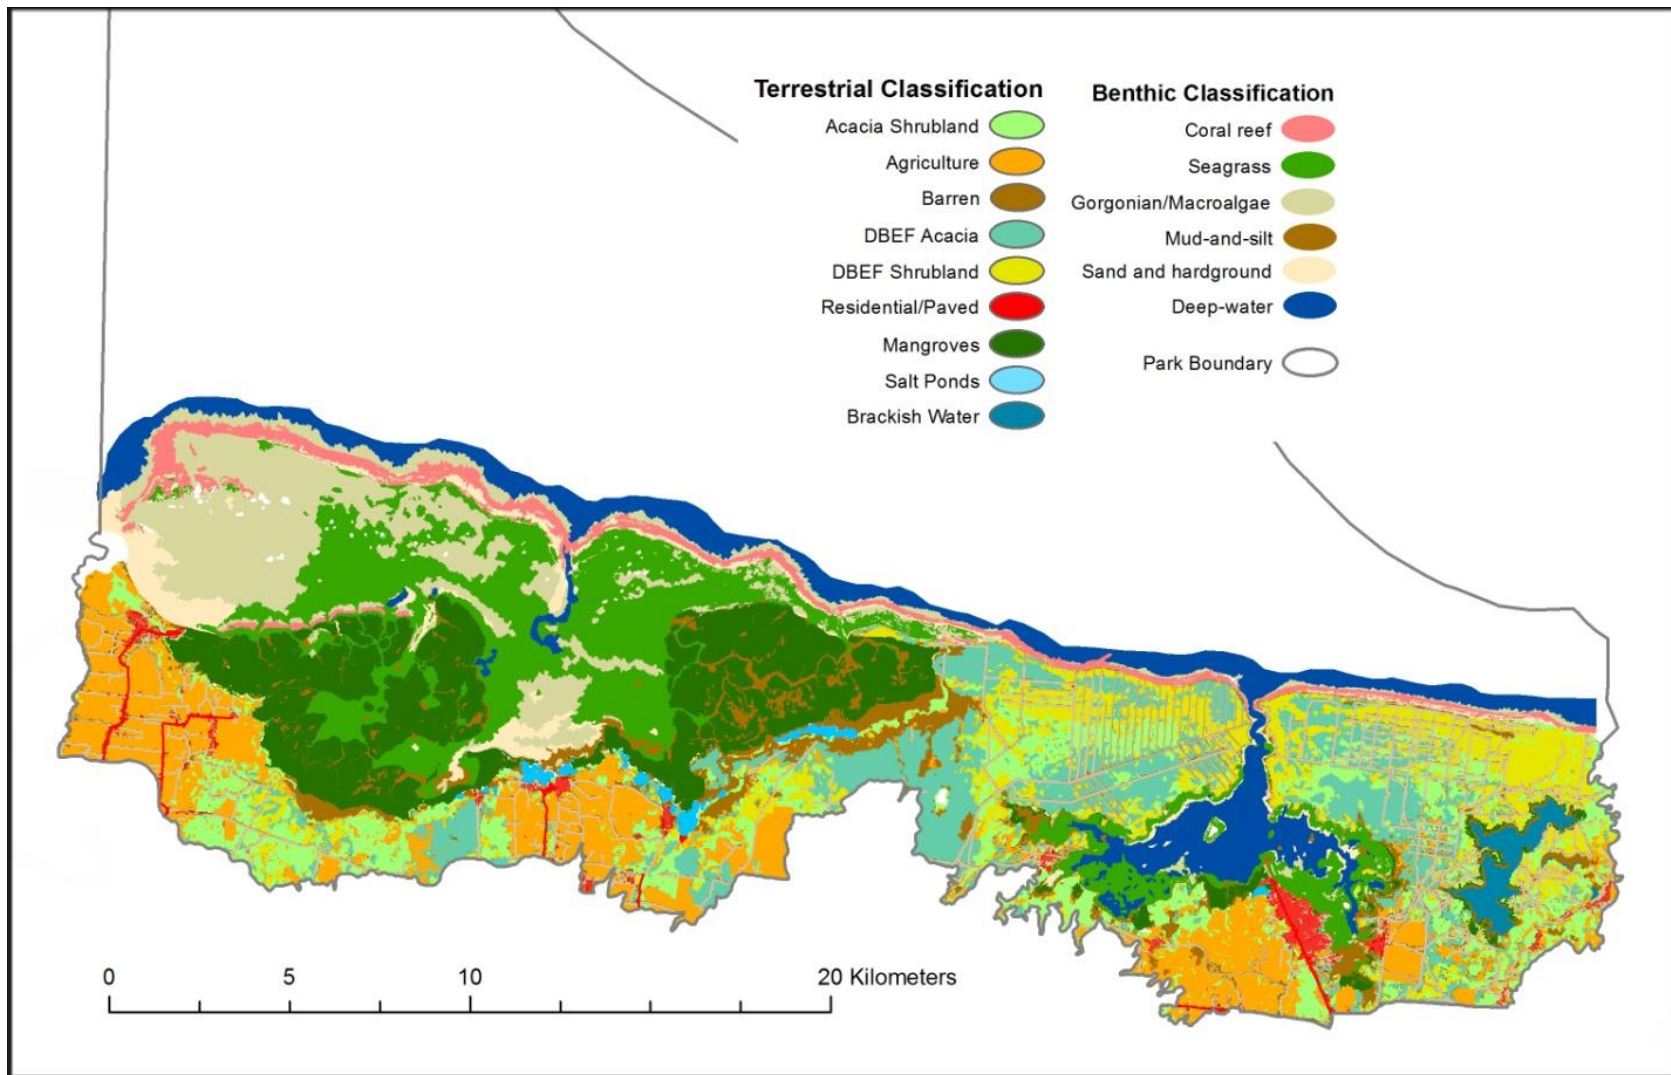 Terrestrial Classification
Acacia Shrubland
Agriculture
Barren
DBEF Acacia
DBEF Shrubland
Residential/Paved
Mangroves
Salt Ponds
Brackish Water
Benthic Classification
Coral reef
Seagrass
Gorgonian/Macroalgae
Mud-and-silt
Sand and hardground
Deep-water
Park Boundary
0 5 10 20 Kilometers